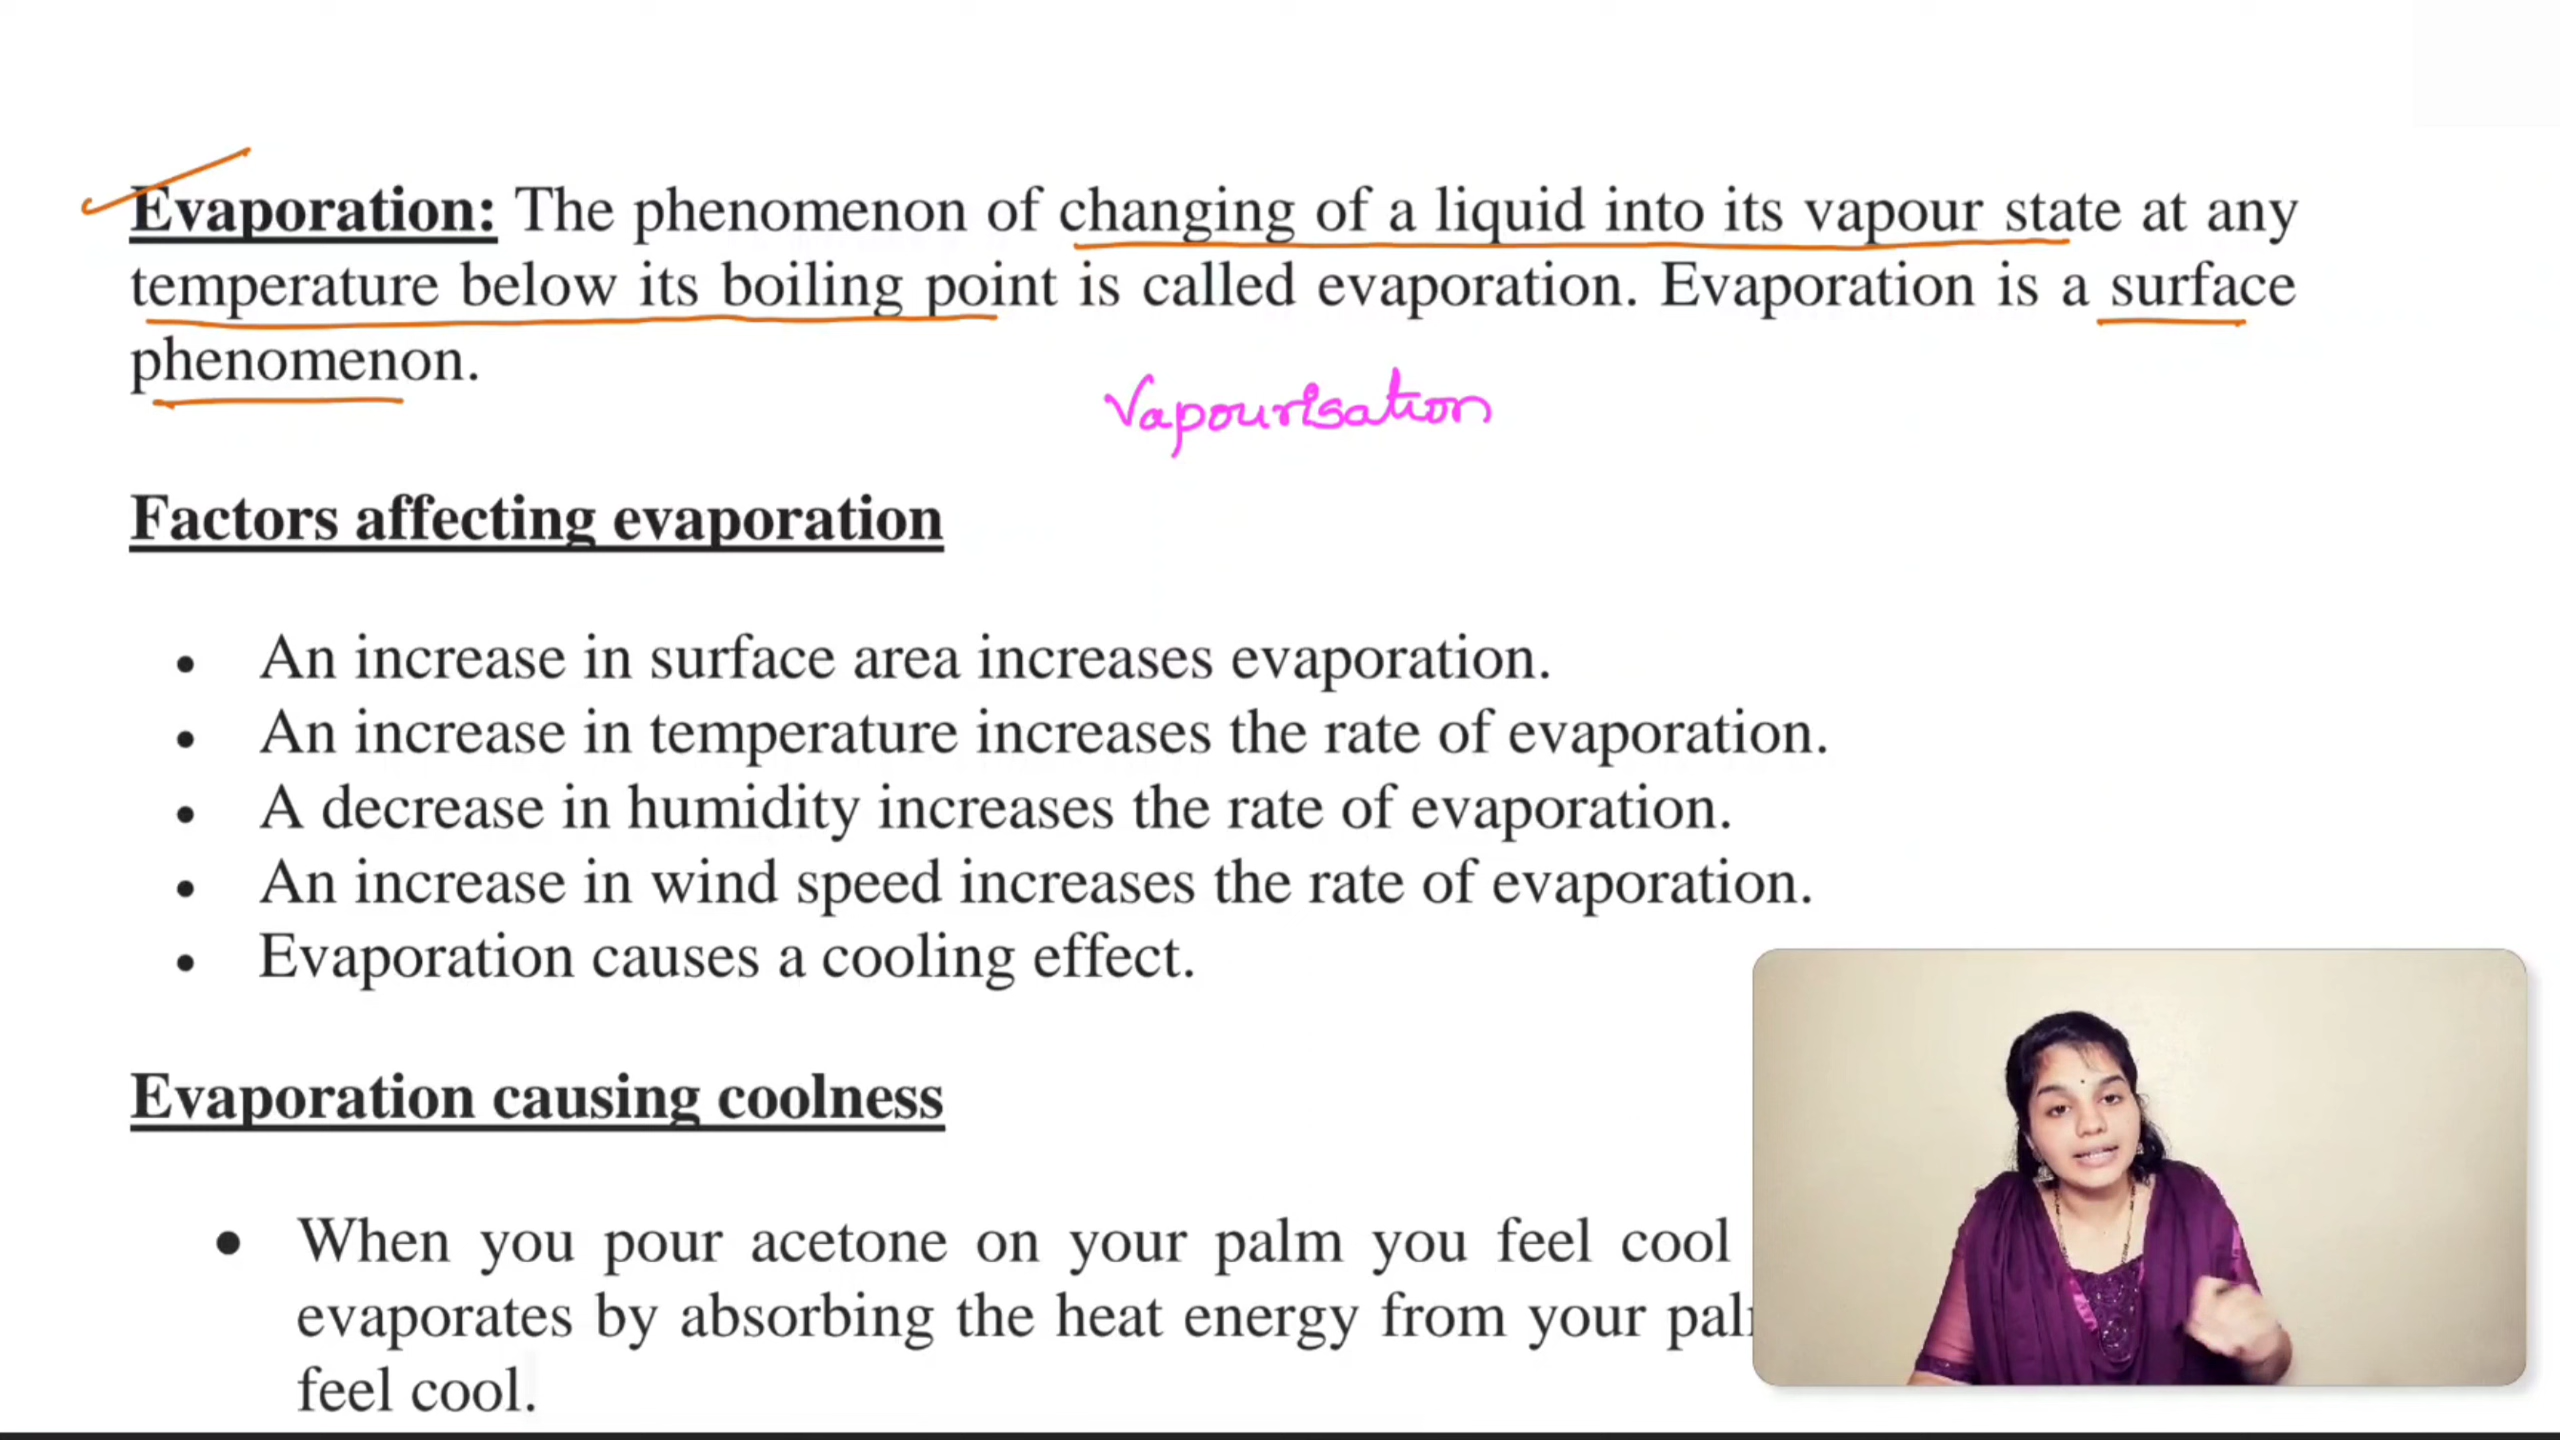 Evaporation: The phenomenon of changing of a liquid into its vapour state at any
temperature below its boiling point is called evaporation. Evaporation is a surface
phenomenon.
Vapourisation
Factors affecting evaporation
• An increase in surface area increases evaporation.
• An increase in temperature increases the rate of evaporation.
• A decrease in humidity increases the rate of evaporation.
• An increase in wind speed increases the rate of evaporation.
• Evaporation causes a cooling effect.
Evaporation causing coolness
• When you pour acetone on your palm you feel cool
evaporates by absorbing the heat energy from your
feel cool.